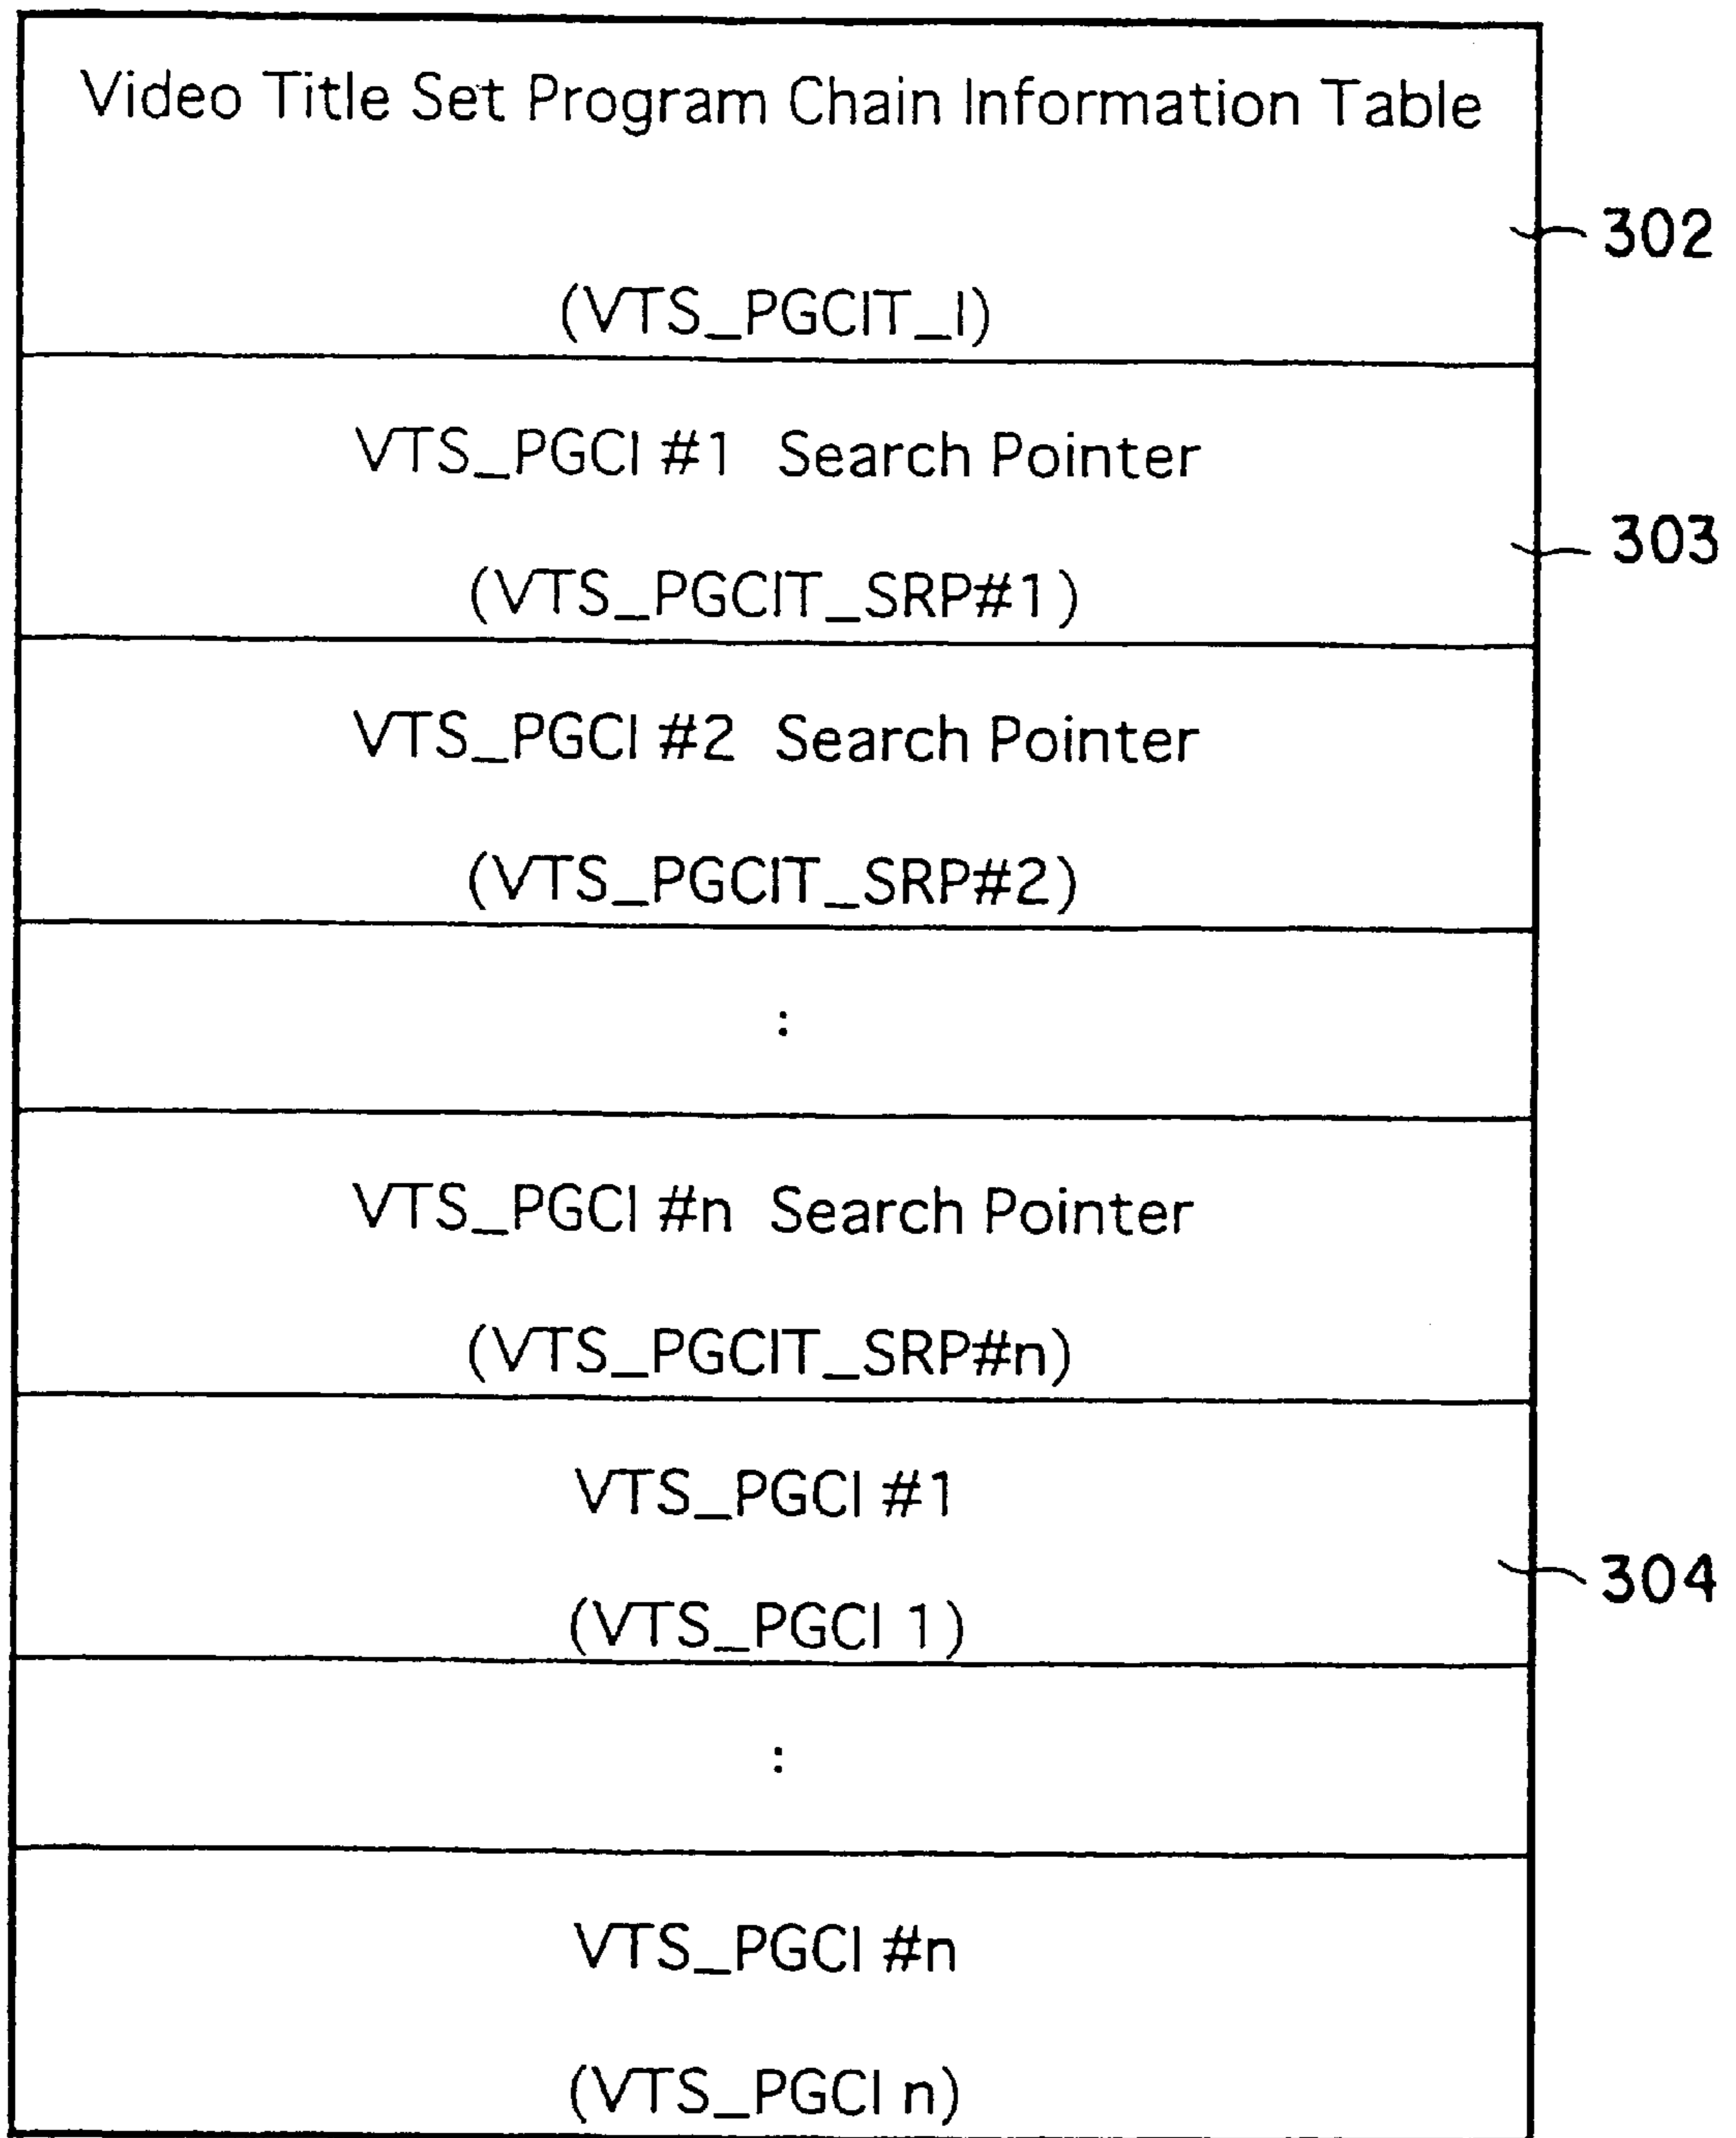 Video Title Set Program Chain Information Table
302
(VTS_PGCIT_I)
VTS_PGCI #1 Search Pointer
303
(VTS_PGCIT_SRP#1)
VTS_PGCI #2 Search Pointer
(VTS_PGCIT_SRP#2)
:
VTS_PGCI #n Search Pointer
(VTS_PGCIT_SRP#n)
VTS_PGCI #1
304
(VTS_PGCI 1)
:
VTS_PGCI #n
(VTS_PGCI n)